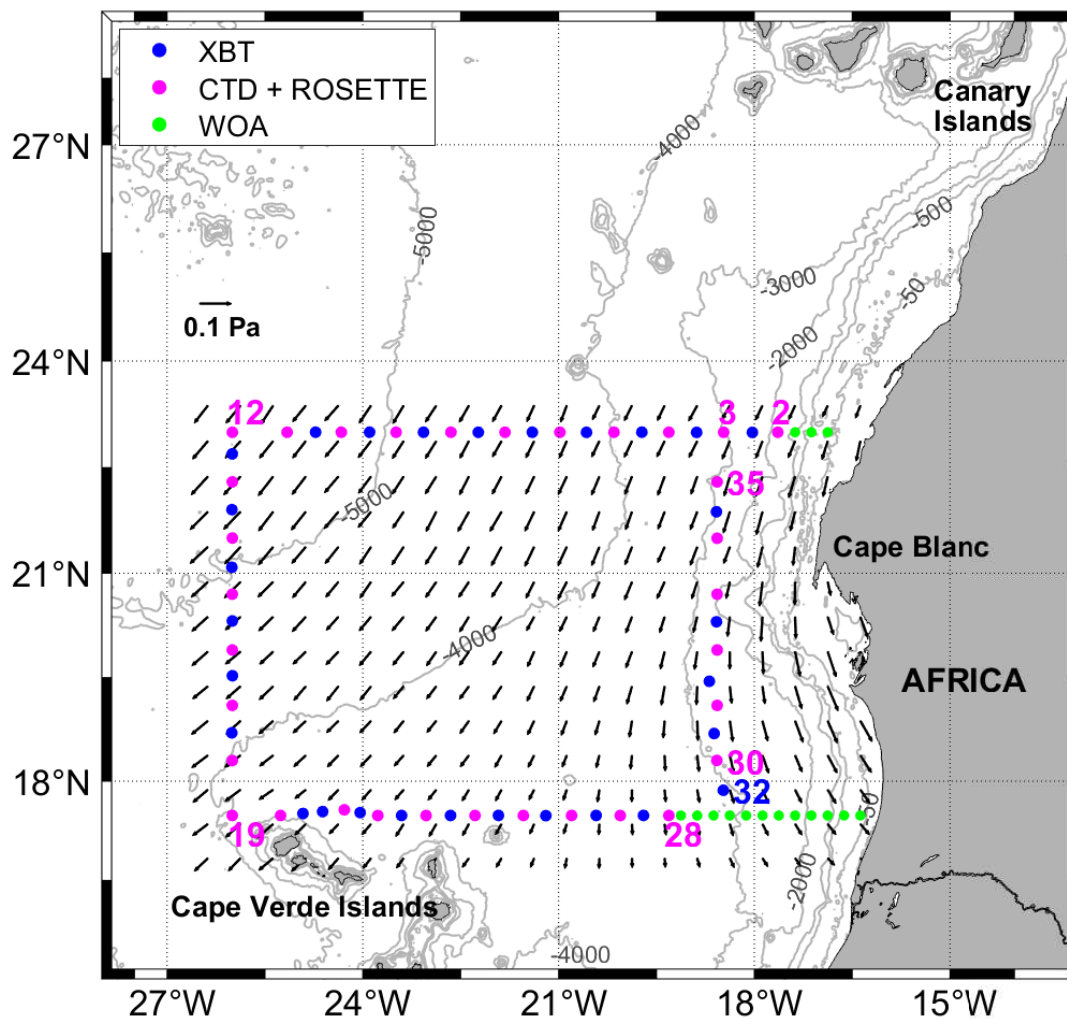 XBT
CTD + ROSETTE
WOA
Canary
Islands
27°N
-4000
-5000
-500
-3000
-50
0.1 Pa
-2000
24°N
12
3
2
35
-5000
Cape Blanc
21°N
-4000
AFRICA
18°N
30
32
-50
19
28
-2000
Cape Verde Islands
-4000
27°W
24°W
21°W
18°W
15°W